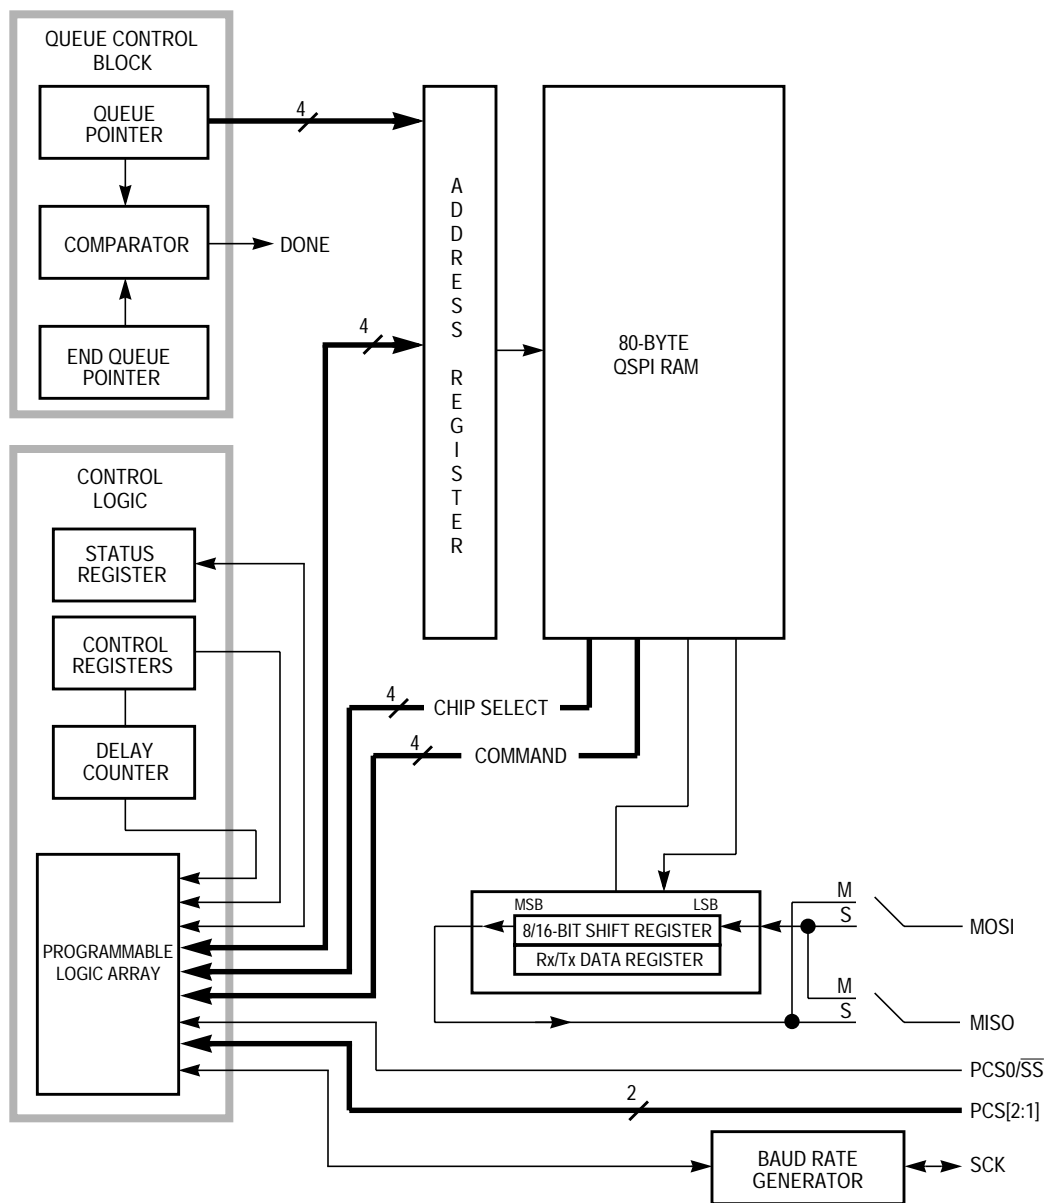 QUEUE CONTROL
BLOCK
QUEUE
POINTER
4
COMPARATOR
DONE
END QUEUE
POINTER
4
ADDRESS REGISTER
80-BYTE
QSPI RAM
CONTROL
LOGIC
STATUS
REGISTER
CONTROL
REGISTERS
DELAY
COUNTER
4
CHIP SELECT
4
COMMAND
PROGRAMMABLE
LOGIC ARRAY
MSB
LSB
8/16-BIT SHIFT REGISTER
Rx/Tx DATA REGISTER
M
S
MOSI
M
S
MISO
PCS0/S̅S̅
2
PCS[2:1]
BAUD RATE
GENERATOR
SCK